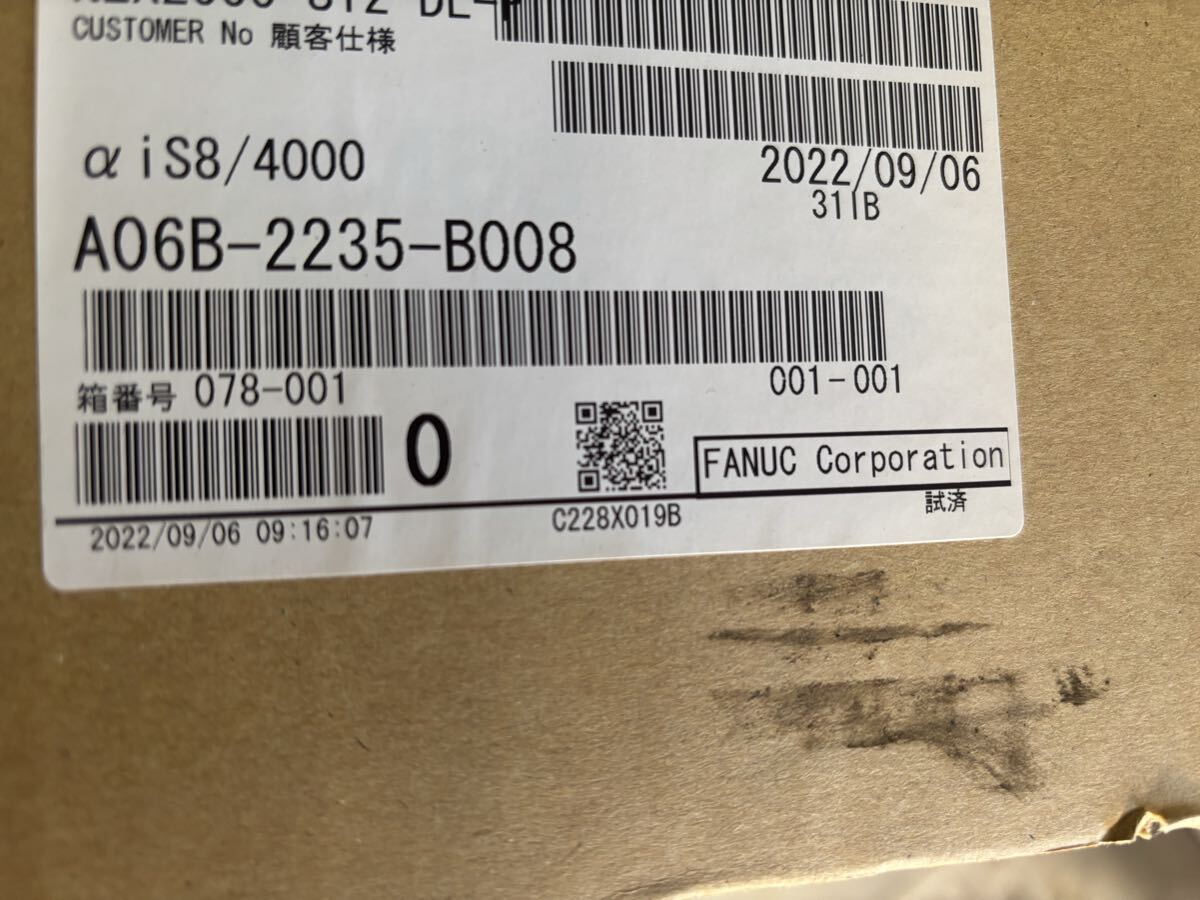 CUSTOMER No 顧客仕様
αiS8/4000
2022/09/06
31IB
A06B-2235-B008
箱番号 078-001
001-001
0
FANUC Corporation
試済
2022/09/06 09:16:07
C228X019B